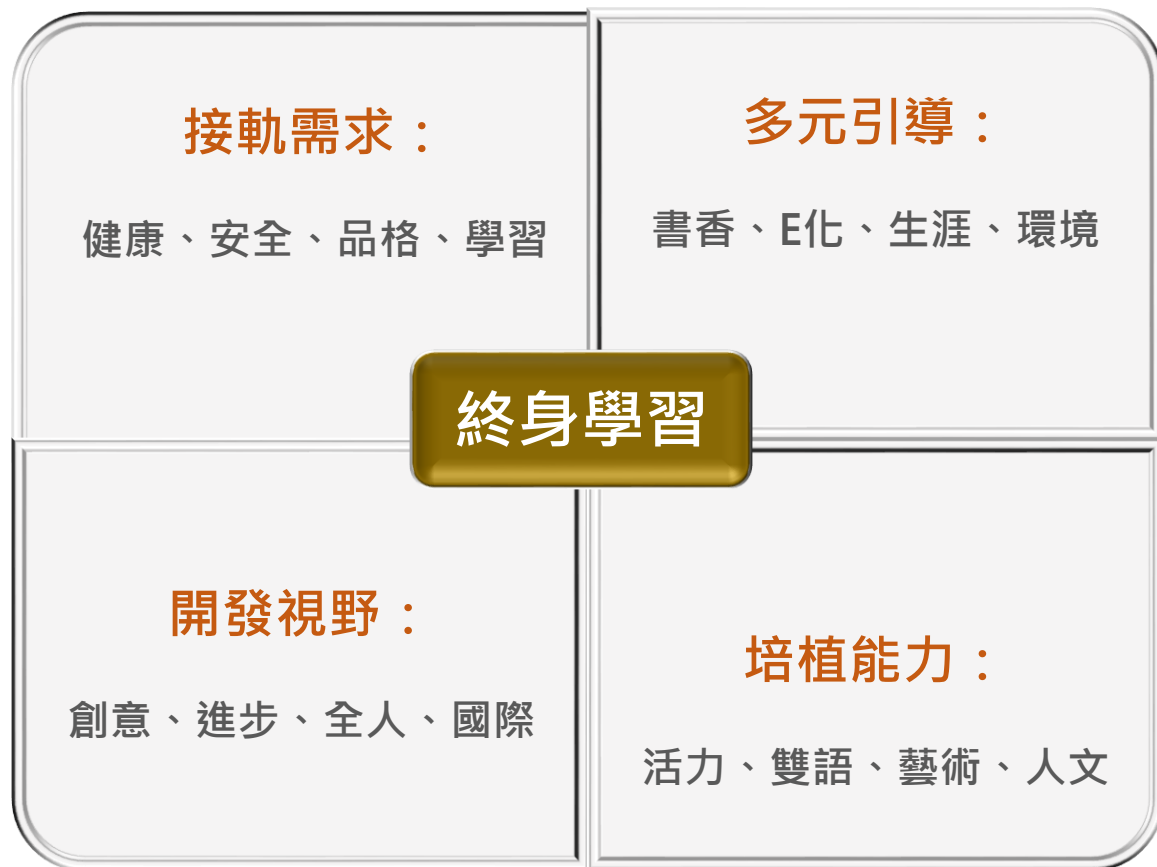 接軌需求：
健康、安全、品格、學習
多元引導：
書香、E化、生涯、環境
終身學習
開發視野：
創意、進步、全人、國際
培植能力：
活力、雙語、藝術、人文